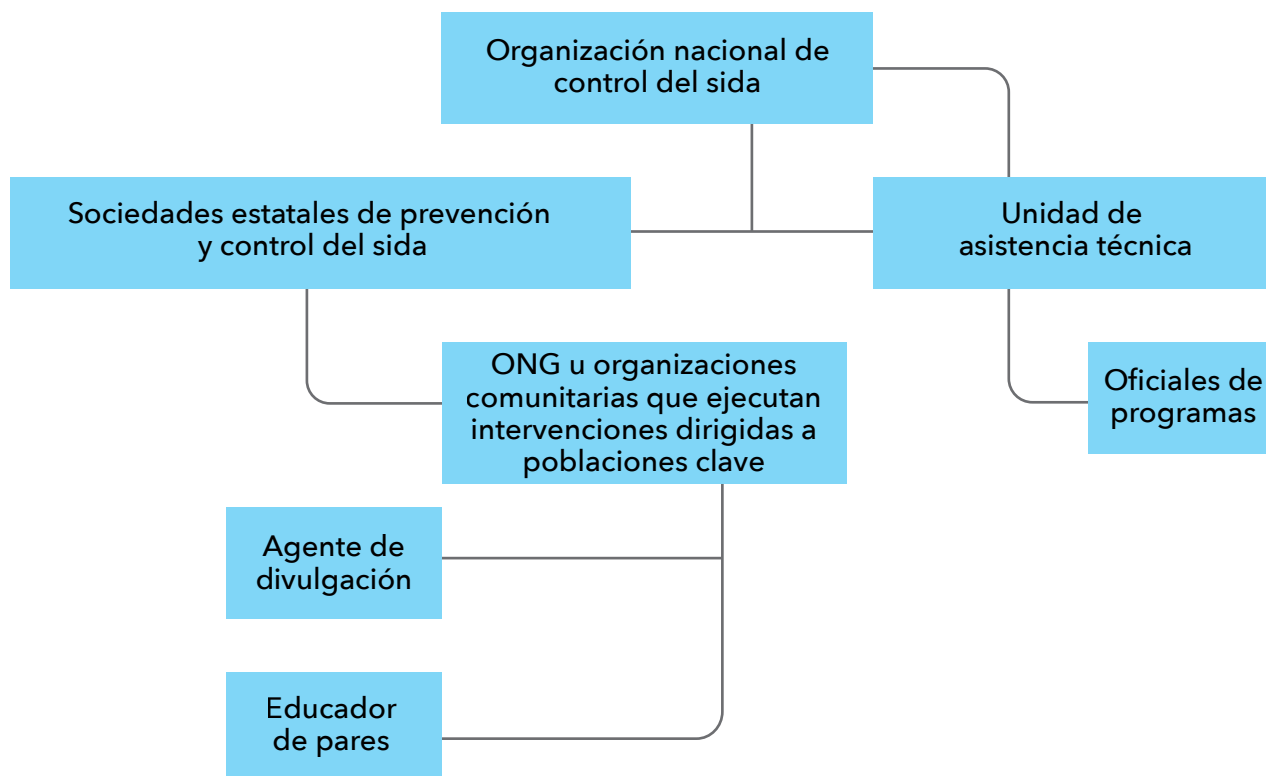 Organización nacional de
control del sida
Sociedades estatales de prevención
y control del sida
Unidad de
asistencia técnica
ONG u organizaciones
comunitarias que ejecutan
intervenciones dirigidas a
poblaciones clave
Oficiales de
programas
Agente de
divulgación
Educador
de pares